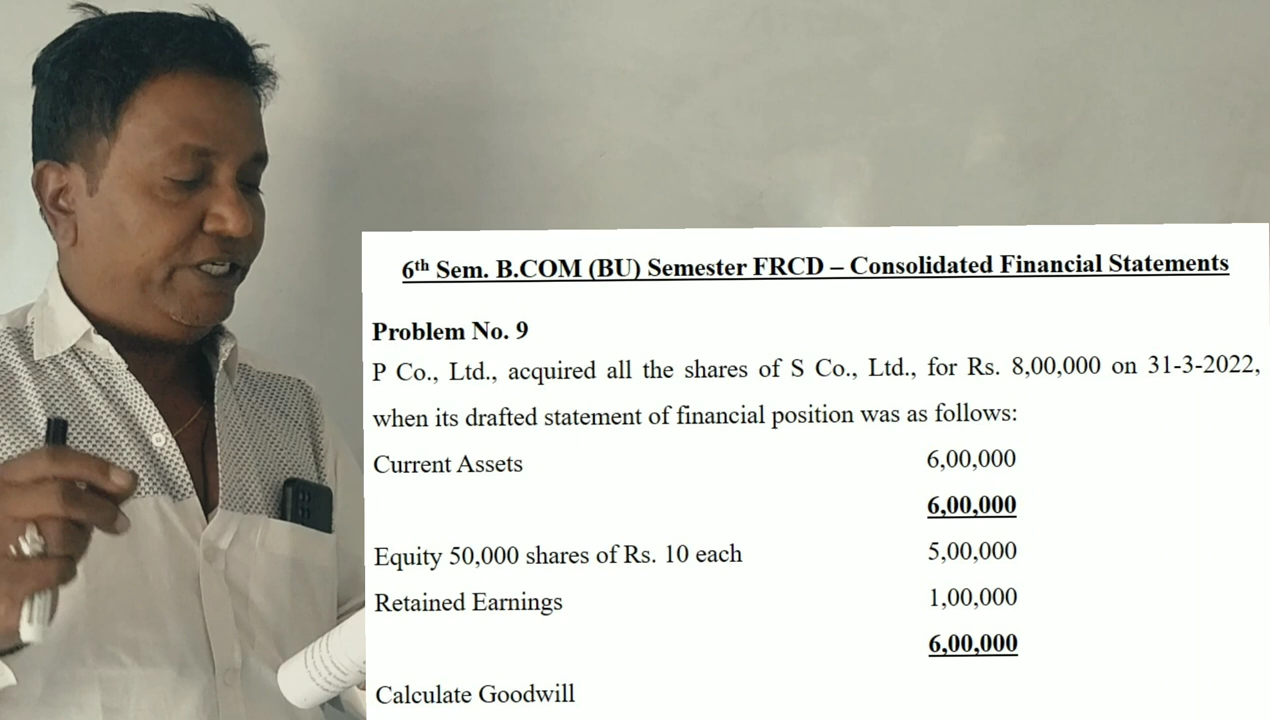 6th Sem. B.COM (BU) Semester FRCD – Consolidated Financial Statements
Problem No. 9
P Co., Ltd., acquired all the shares of S Co., Ltd., for Rs. 8,00,000 on 31-3-2022,
when its drafted statement of financial position was as follows:
Current Assets 6,00,000
6,00,000
Equity 50,000 shares of Rs. 10 each 5,00,000
Retained Earnings 1,00,000
6,00,000
Calculate Goodwill